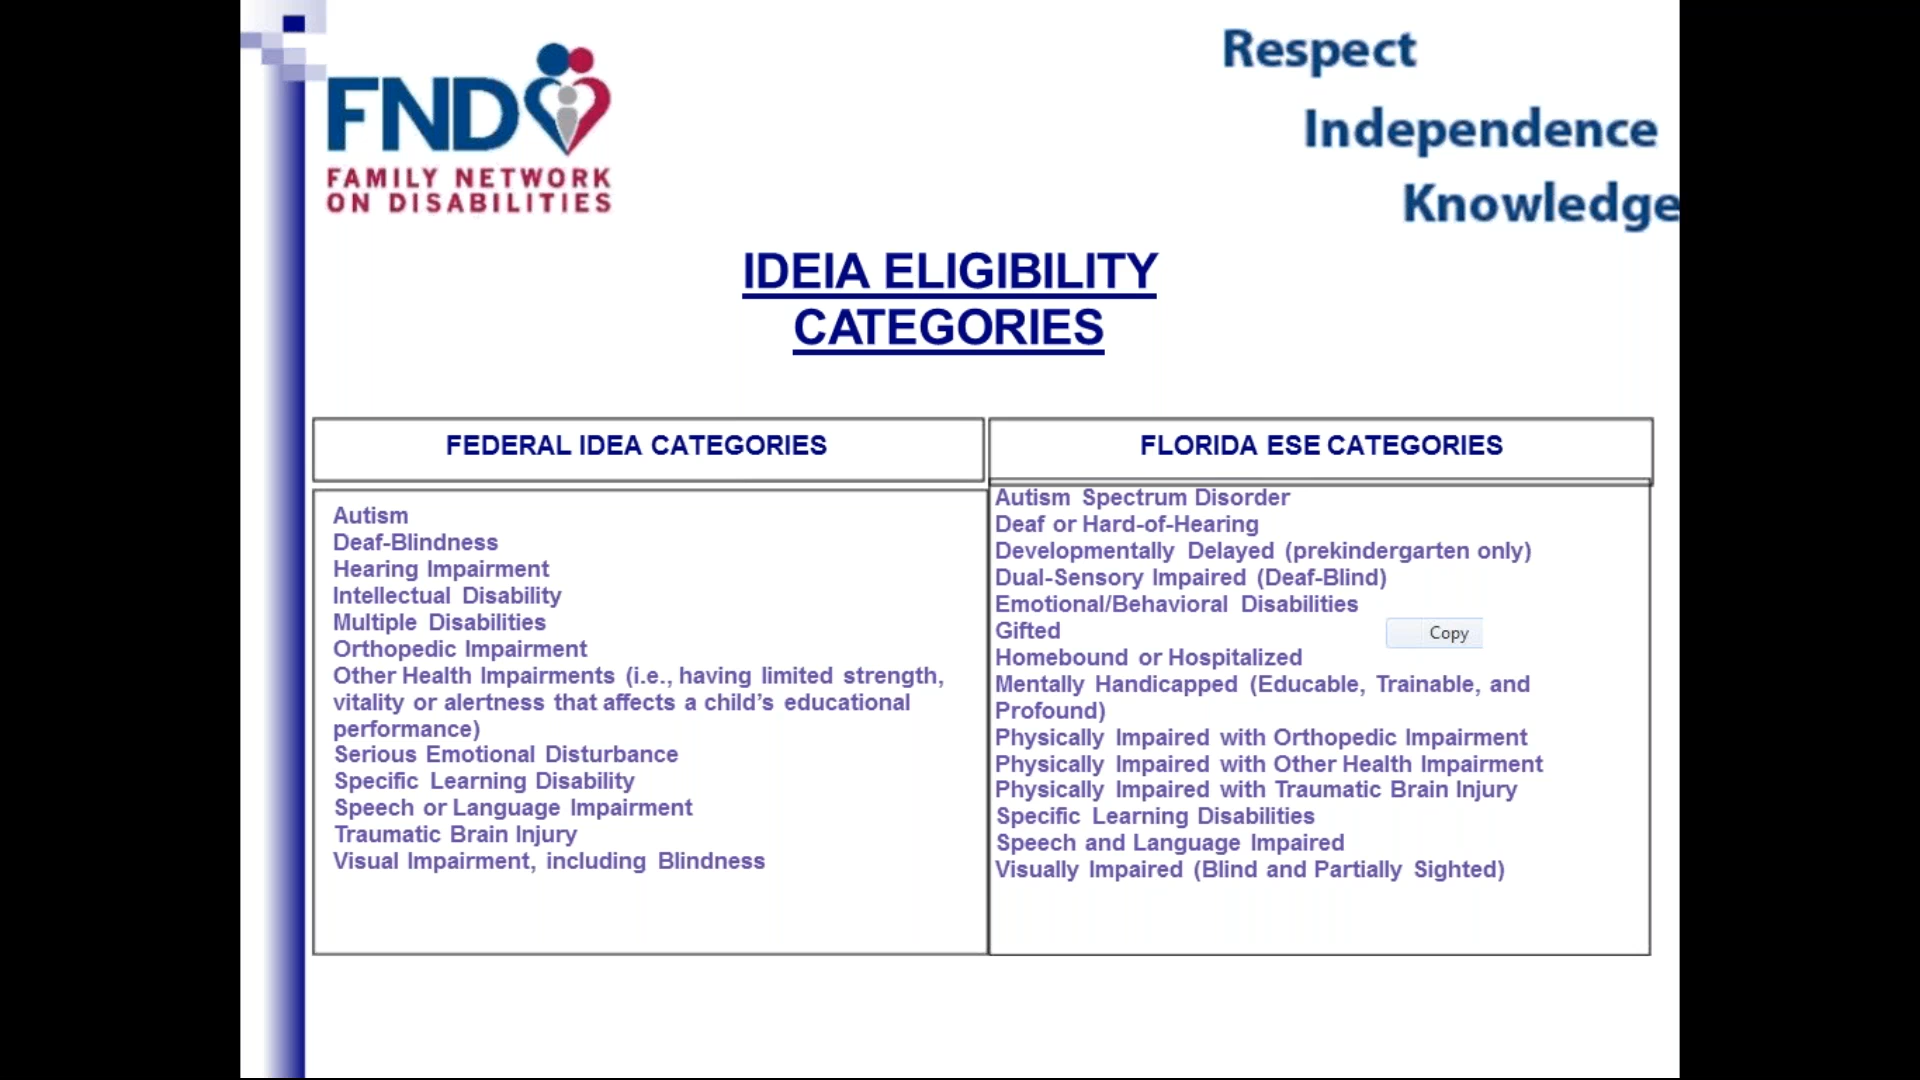 FND
FAMILY NETWORK
ON DISABILITIES
Respect
Independence
Knowledge
IDEIA ELIGIBILITY
CATEGORIES
FEDERAL IDEA CATEGORIES
Autism
Deaf-Blindness
Hearing Impairment
Intellectual Disability
Multiple Disabilities
Orthopedic Impairment
Other Health Impairments (i.e., having limited strength,
vitality or alertness that affects a child’s educational
performance)
Serious Emotional Disturbance
Specific Learning Disability
Speech or Language Impairment
Traumatic Brain Injury
Visual Impairment, including Blindness
FLORIDA ESE CATEGORIES
Autism Spectrum Disorder
Deaf or Hard-of-Hearing
Developmentally Delayed (prekindergarten only)
Dual-Sensory Impaired (Deaf-Blind)
Emotional/Behavioral Disabilities
Gifted
Copy
Homebound or Hospitalized
Mentally Handicapped (Educable, Trainable, and
Profound)
Physically Impaired with Orthopedic Impairment
Physically Impaired with Other Health Impairment
Physically Impaired with Traumatic Brain Injury
Specific Learning Disabilities
Speech and Language Impaired
Visually Impaired (Blind and Partially Sighted)